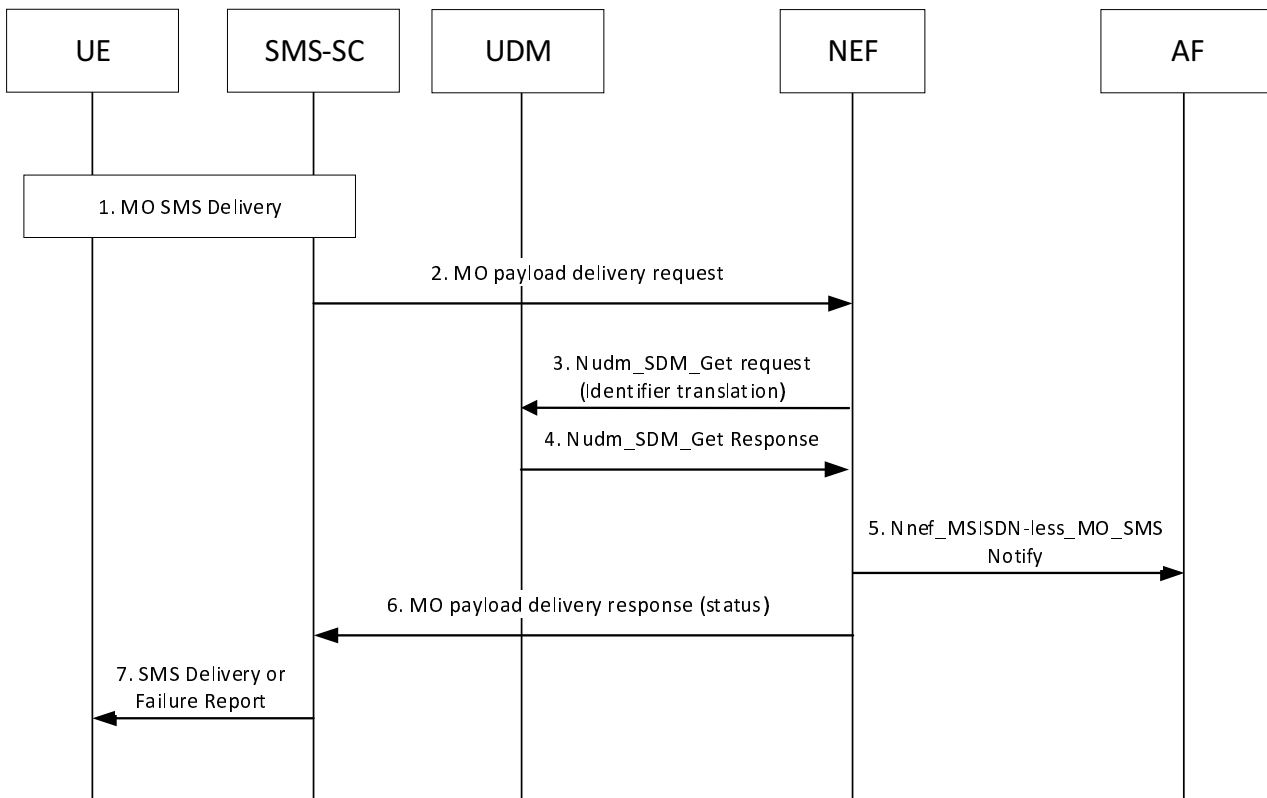 UE
SMS-SC
UDM
NEF
AF
1. MO SMS Delivery
2. MO payload delivery request
3. Nudm_SDM_Get request
(Identifier translation)
4. Nudm_SDM_Get Response
5. Nnef_MSISDN-less_MO_SMS
Notify
6. MO payload delivery response (status)
7. SMS Delivery or
Failure Report